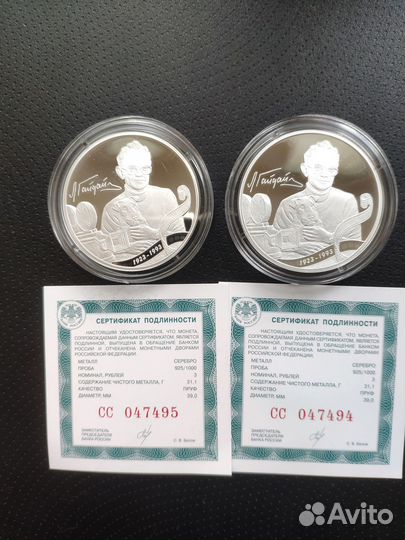 Л Гайдай
1923-1993
Л Гайдай
1923-1993
СЕРТИФИКАТ ПОДЛИННОСТИ
НАСТОЯЩИМ УДОСТОВЕРЯЕТСЯ, ЧТО МОНЕТА,
СОПРОВОЖДАЕМАЯ ДАННЫМ СЕРТИФИКАТОМ, ЯВЛЯЕТСЯ
ПОДЛИННОЙ, ВЫПУЩЕНА В ОБРАЩЕНИЕ БАНКОМ
РОССИИ И ОТЧЕКАНЕНА МОНЕТНЫМИ ДВОРАМИ
РОССИЙСКОЙ ФЕДЕРАЦИИ.
МЕТАЛЛ СЕРЕБРО
ПРОБА 925/1000
НОМИНАЛ, РУБЛЕЙ 3
СОДЕРЖАНИЕ ЧИСТОГО МЕТАЛЛА, Г 31,1
КАЧЕСТВО ПРУФ
ДИАМЕТР, ММ 39,0
СС 047495
ЗАМЕСТИТЕЛЬ
ПРЕДСЕДАТЕЛЯ
БАНКА РОССИИ
СЕРТИФИКАТ ПОДЛИННОСТИ
НАСТОЯЩИМ УДОСТОВЕРЯЕТСЯ, ЧТО МОНЕТА,
СОПРОВОЖДАЕМАЯ ДАННЫМ СЕРТИФИКАТОМ, ЯВЛЯЕТСЯ
ПОДЛИННОЙ, ВЫПУЩЕНА В ОБРАЩЕНИЕ БАНКОМ
РОССИИ И ОТЧЕКАНЕНА МОНЕТНЫМИ ДВОРАМИ
РОССИЙСКОЙ ФЕДЕРАЦИИ.
МЕТАЛЛ СЕРЕБРО
ПРОБА 925/1000
НОМИНАЛ, РУБЛЕЙ 3
СОДЕРЖАНИЕ ЧИСТОГО МЕТАЛЛА, Г 31,1
КАЧЕСТВО ПРУФ
ДИАМЕТР, ММ 39,0
СС 047494
ЗАМЕСТИТЕЛЬ
ПРЕДСЕДАТЕЛЯ
БАНКА РОССИИ
Avito